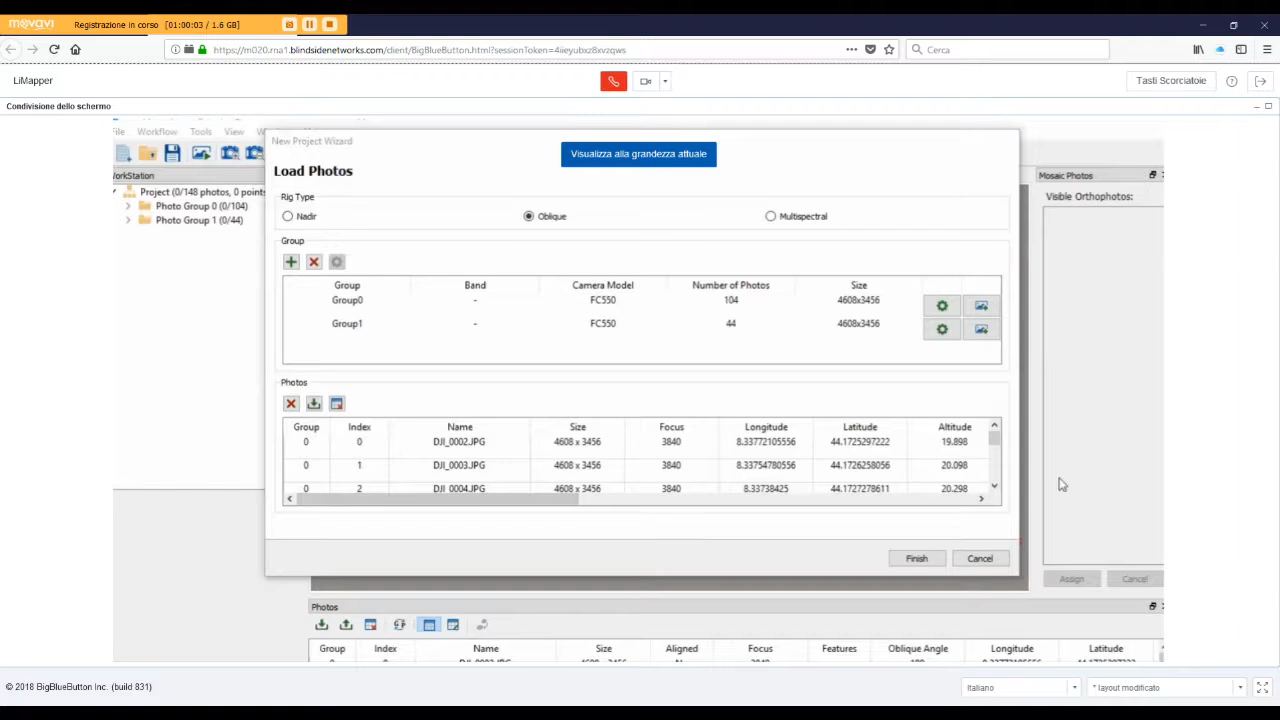 movavi Registrazione in corso [01:00:03 / 1.6 GB]
https://m020.rna1.blindsidenetworks.com/client/BigBlueButton.html?sessionToken=4iieyubxz8xvzqws
Cerca
LiMapper
Tasti Scorciatoie
Condivisione dello schermo
File Workflow Tools View
New Project Wizard
Visualizza alla grandezza attuale
Load Photos
WorkStation
Mosaic Photos
Project (0/148 photos, 0 points
Photo Group 0 (0/104)
Photo Group 1 (0/44)
Visible Orthophotos:
Rig Type
Nadir Oblique Multispectral
Group
Group Band Camera Model Number of Photos Size
Group0 - FC550 104 4608x3456
Group1 - FC550 44 4608x3456
Photos
Group Index Name Size Focus Longitude Latitude Altitude
0 0 DJI_0002.JPG 4608 x 3456 3840 8.33772105556 44.1725297222 19.898
0 1 DJI_0003.JPG 4608 x 3456 3840 8.33754780556 44.1726258056 20.098
0 2 DJI_0004.JPG 4608 x 3456 3840 8.33738425 44.1727278611 20.298
Finish Cancel
Assign Cancel
Photos
Group Index Name Size Aligned Focus Features Oblique Angle Longitude Latitude
© 2018 BigBlueButton Inc. (build 831)
Italiano
* layout modificato